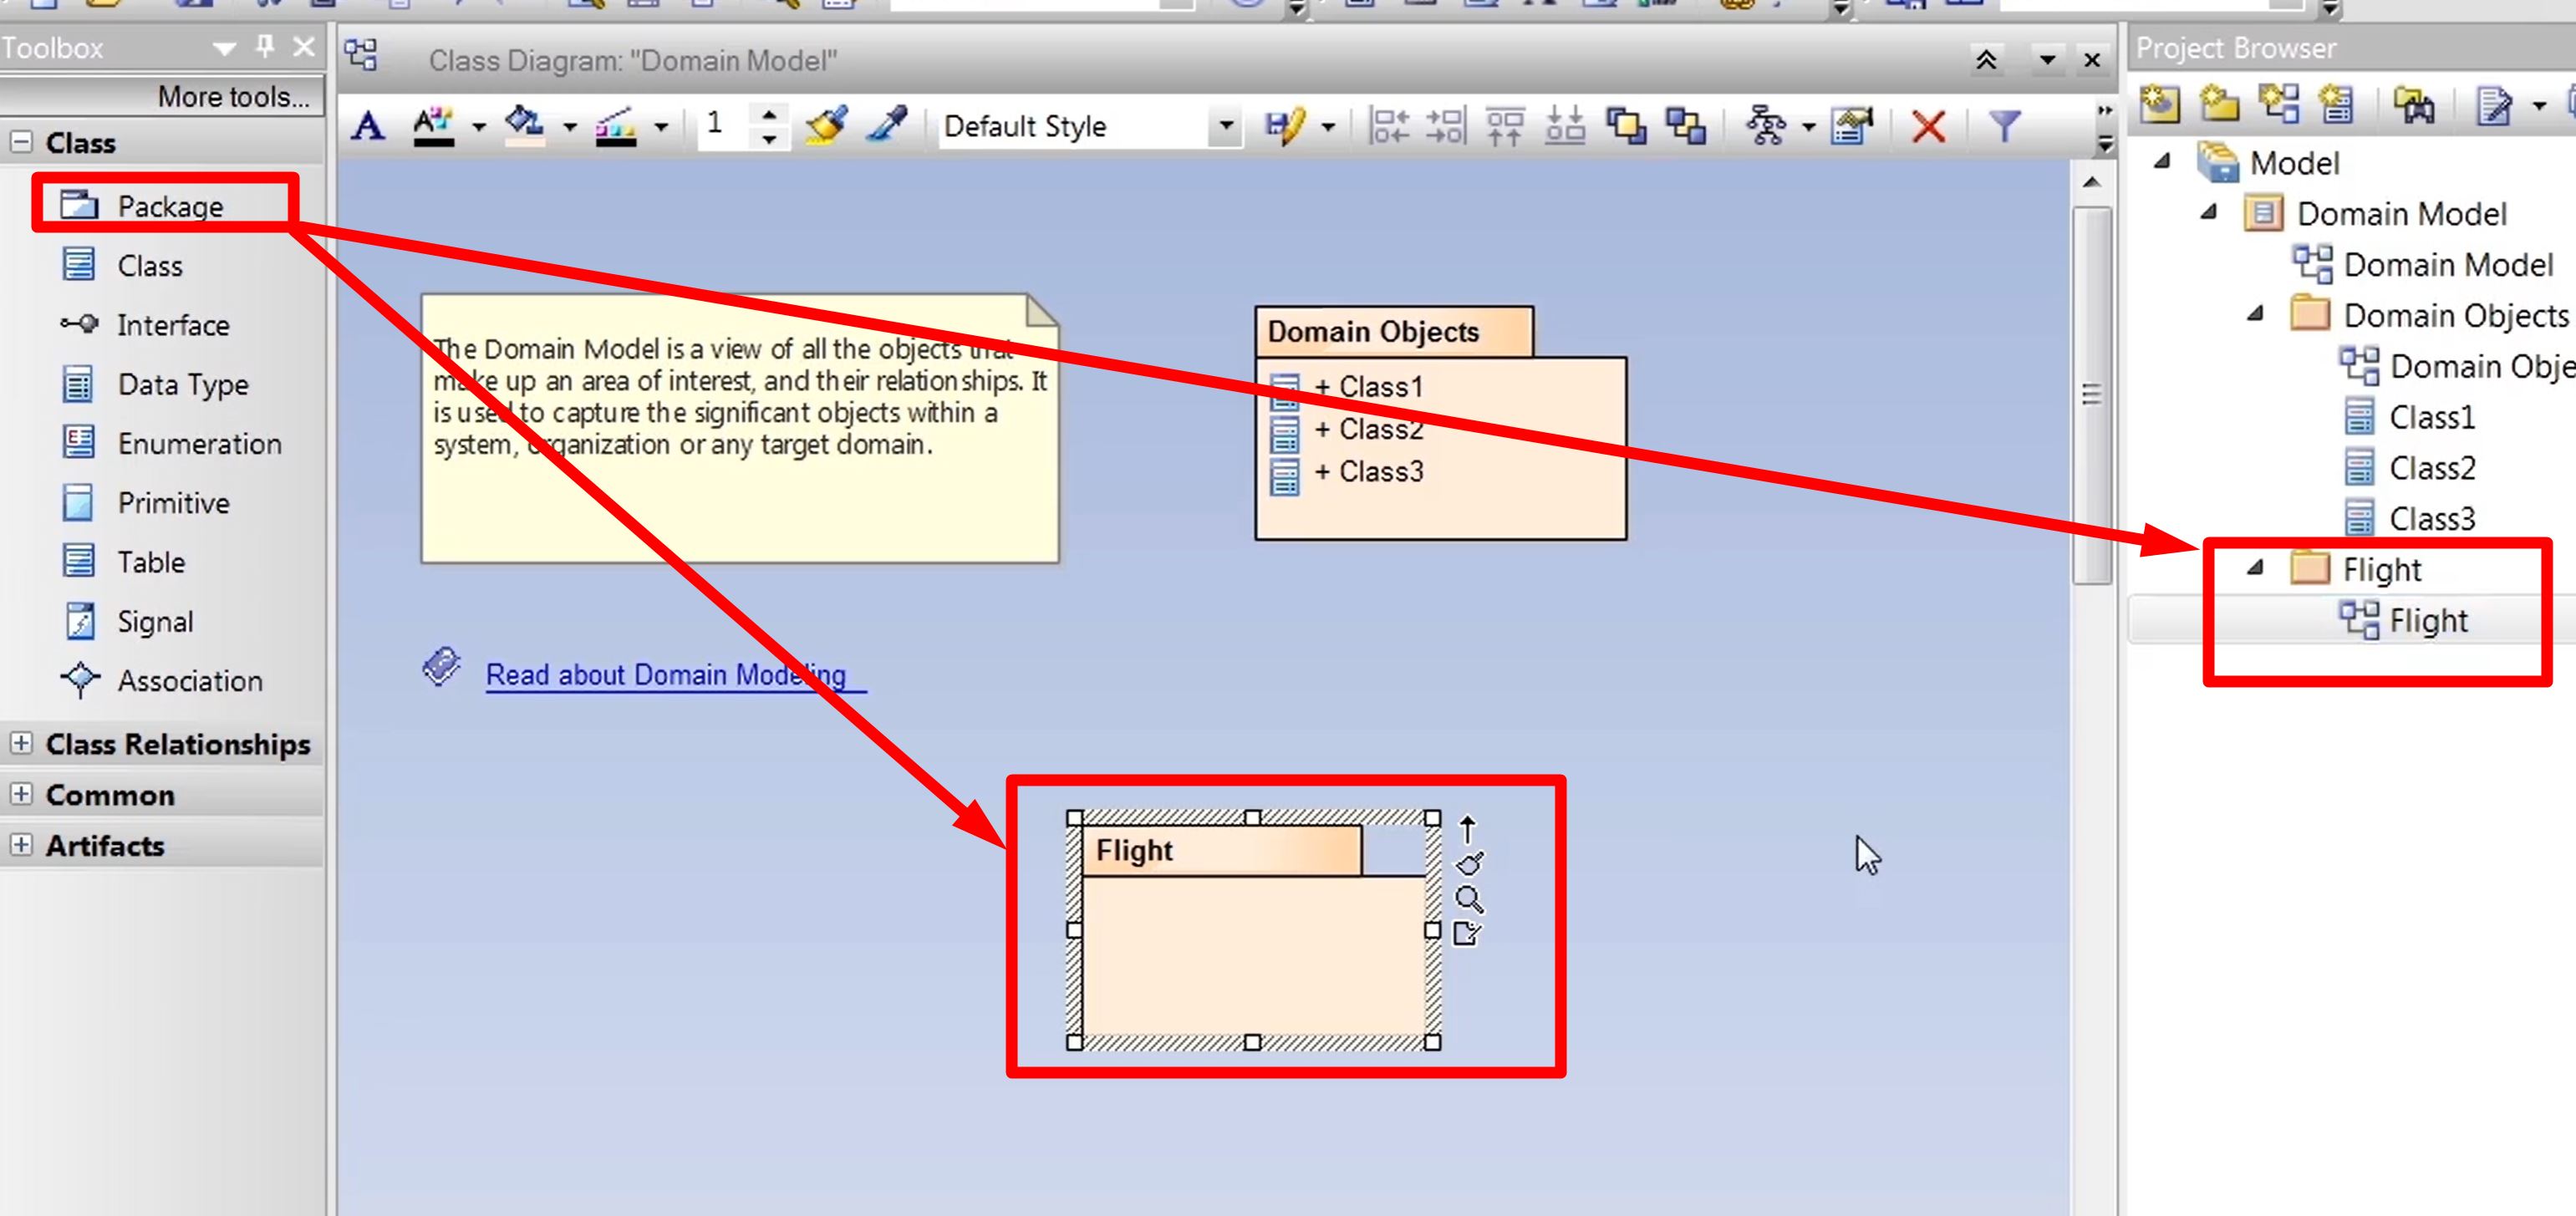 Toolbox
More tools...
Class
Package
Class
Interface
Data Type
Enumeration
Primitive
Table
Signal
Association
Class Relationships
Common
Artifacts
Class Diagram: "Domain Model"
1
Default Style
The Domain Model is a view of all the objects that
make up an area of interest, and their relationships. It
is used to capture the significant objects within a
system, organization or any target domain.
Read about Domain Modeling
Domain Objects
+ Class1
+ Class2
+ Class3
Flight
Project Browser
Model
Domain Model
Domain Model
Domain Objects
Domain Obje
Class1
Class2
Class3
Flight
Flight